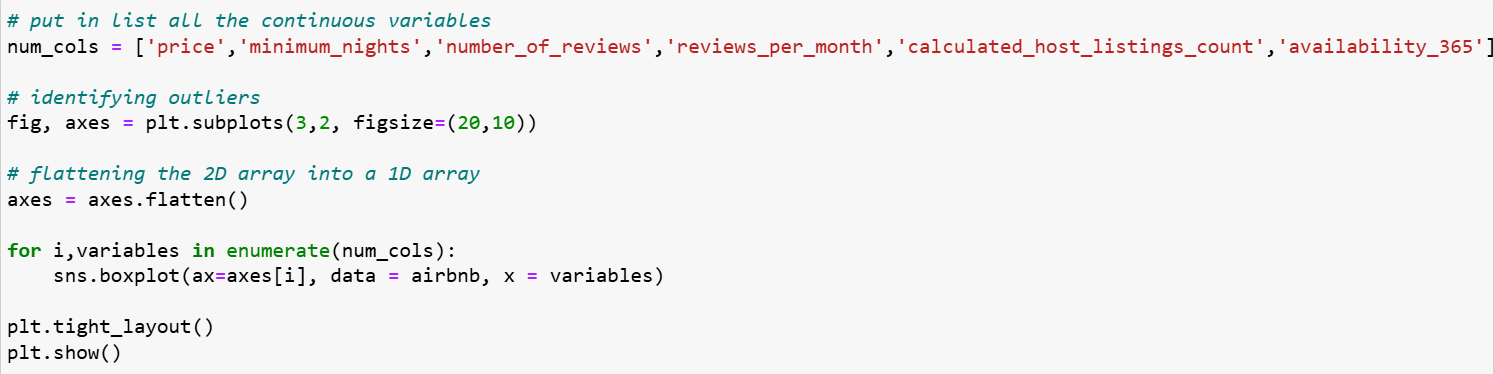 # put in list all the continuous variables
num_cols = ['price','minimum_nights','number_of_reviews','reviews_per_month','calculated_host_listings_count','availability_365']
# identifying outliers
fig, axes = plt.subplots(3,2, figsize=(20,10))
# flattening the 2D array into a 1D array
axes = axes.flatten()
for i,variables in enumerate(num_cols):
    sns.boxplot(ax=axes[i], data = airbnb, x = variables)
plt.tight_layout()
plt.show()